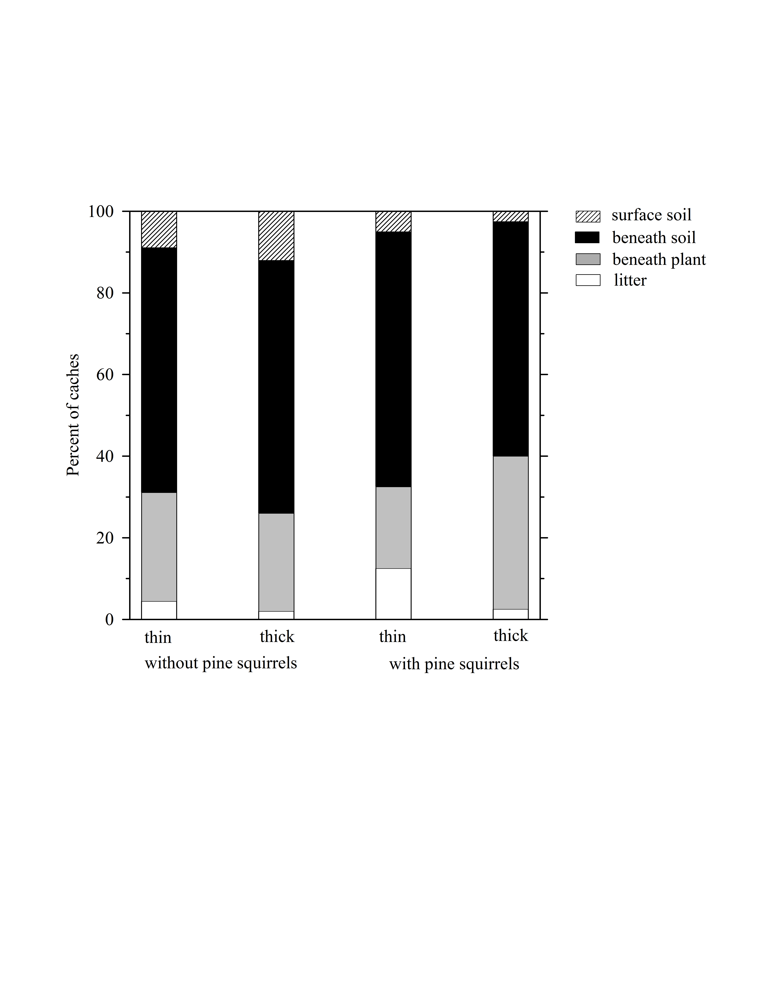 100
80
60
40
20
0
Percent of caches
surface soil
beneath soil
beneath plant
litter
thin
thick
thin
thick
without pine squirrels
with pine squirrels